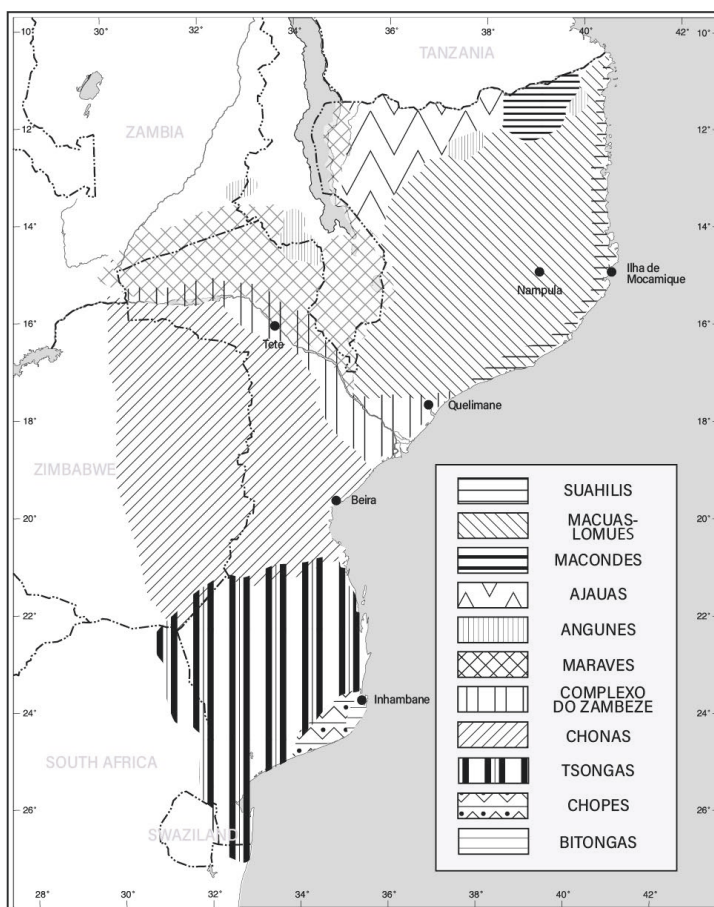 30° 32° 34° 36° 38° 40° 42°
10° 10°
TANZANIA
12° 12°
ZAMBIA
14° 14°
Nampula
Ilha de
Mocamique
16° 16°
Tete
Quelimane
18° 18°
ZIMBABWE
Beira
20°
22°
Inhambane
24°
SOUTH AFRICA
26°
SWAZILAND
28° 30° 32° 34° 36° 38° 40° 42°
SUAHILIS
MACUAS-
LOMUES
MACONDES
AJAUAS
ANGUNES
MARAVES
COMPLEXO
DO ZAMBEZE
CHONAS
TSONGAS
CHOPES
BITONGAS
20°
22°
24°
26°